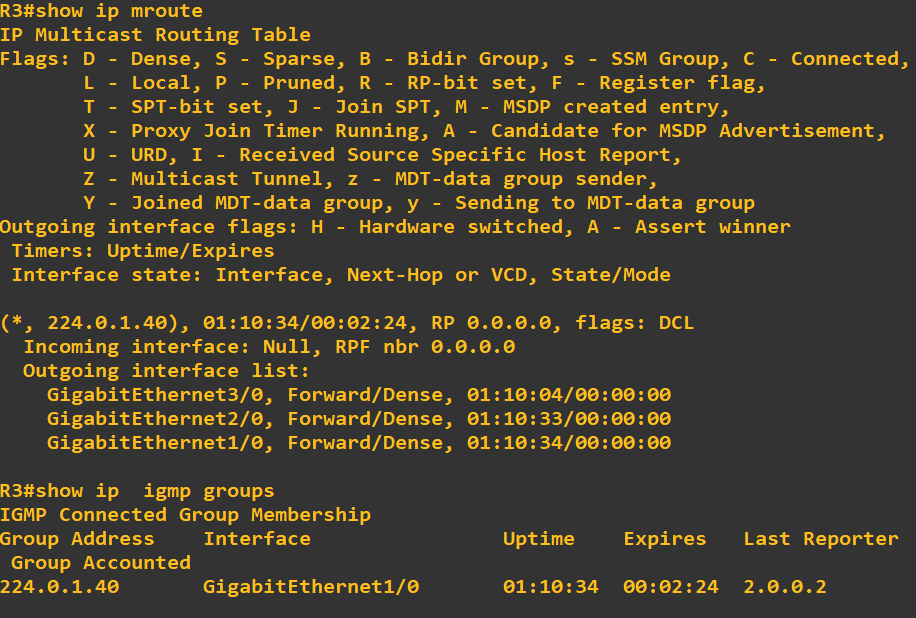 R3#show ip mroute
IP Multicast Routing Table
Flags: D - Dense, S - Sparse, B - Bidir Group, s - SSM Group, C - Connected,
       L - Local, P - Pruned, R - RP-bit set, F - Register flag,
       T - SPT-bit set, J - Join SPT, M - MSDP created entry,
       X - Proxy Join Timer Running, A - Candidate for MSDP Advertisement,
       U - URD, I - Received Source Specific Host Report,
       Z - Multicast Tunnel, z - MDT-data group sender,
       Y - Joined MDT-data group, y - Sending to MDT-data group
Outgoing interface flags: H - Hardware switched, A - Assert winner
 Timers: Uptime/Expires
 Interface state: Interface, Next-Hop or VCD, State/Mode

(*, 224.0.1.40), 01:10:34/00:02:24, RP 0.0.0.0, flags: DCL
  Incoming interface: Null, RPF nbr 0.0.0.0
  Outgoing interface list:
    GigabitEthernet3/0, Forward/Dense, 01:10:04/00:00:00
    GigabitEthernet2/0, Forward/Dense, 01:10:33/00:00:00
    GigabitEthernet1/0, Forward/Dense, 01:10:34/00:00:00

R3#show ip  igmp groups
IGMP Connected Group Membership
Group Address    Interface                Uptime    Expires   Last Reporter
 Group Accounted
224.0.1.40       GigabitEthernet1/0       01:10:34  00:02:24  2.0.0.2